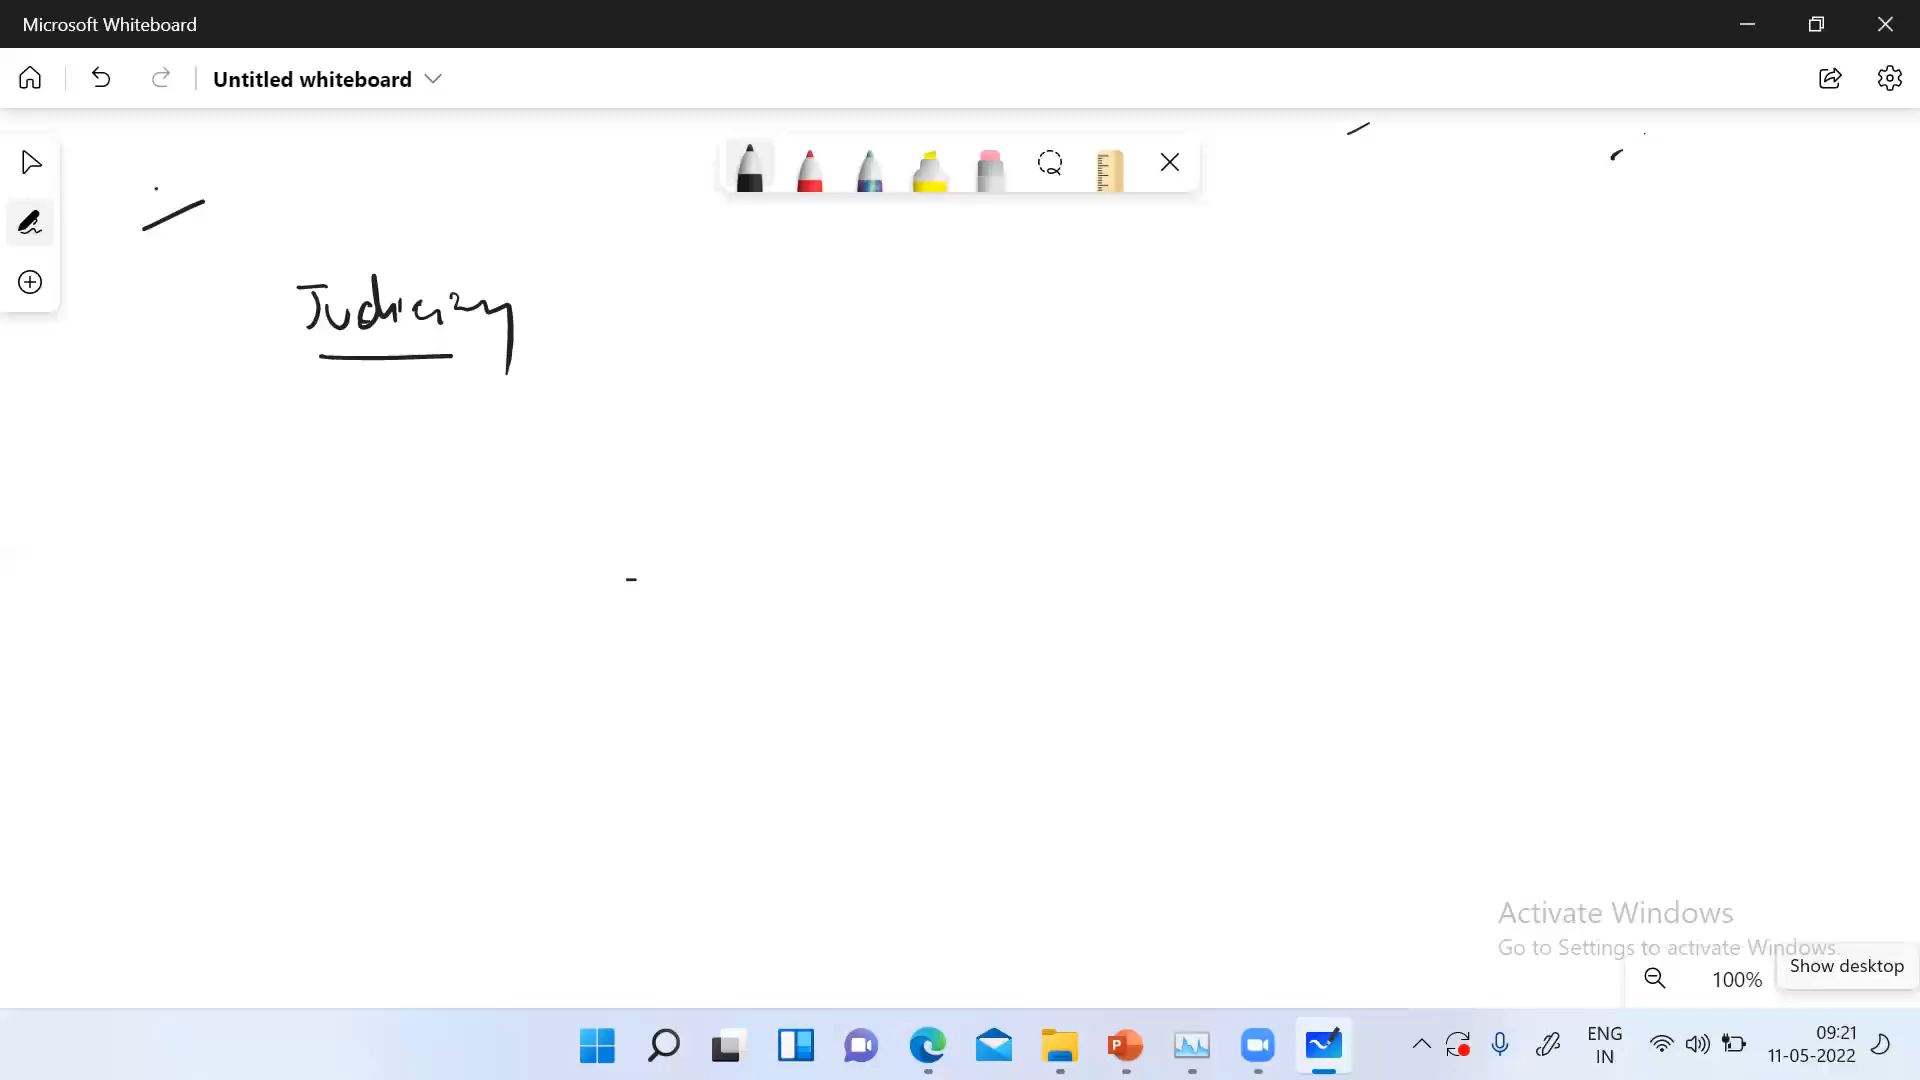 Microsoft Whiteboard
Untitled whiteboard
Judiciary
Activate Windows
Go to Settings to activate Windows.
Show desktop
100%
ENG
IN
09:21
11-05-2022